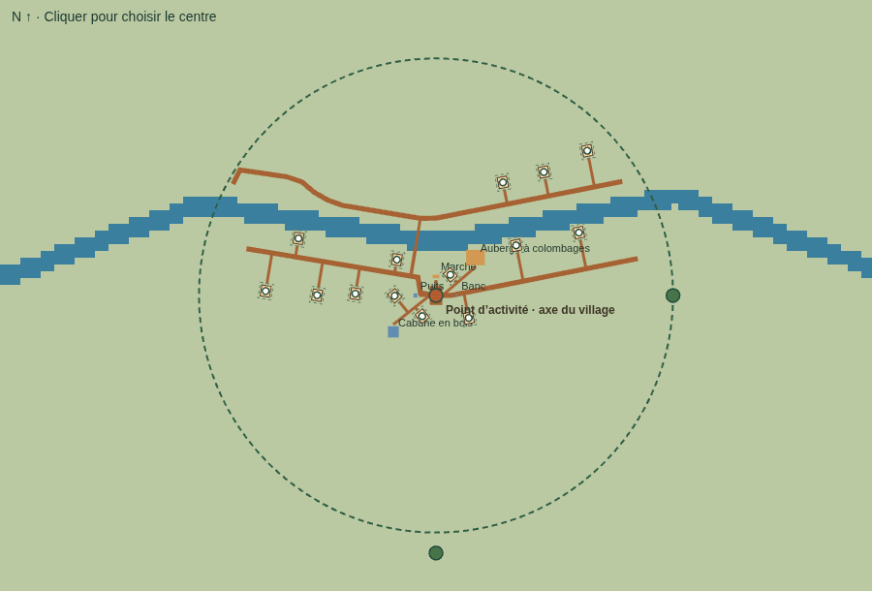 N ↑ · Cliquer pour choisir le centre
Auberge à colombages
Marché
Puits
Banc
Point d'activité · axe du village
Cabane en bois